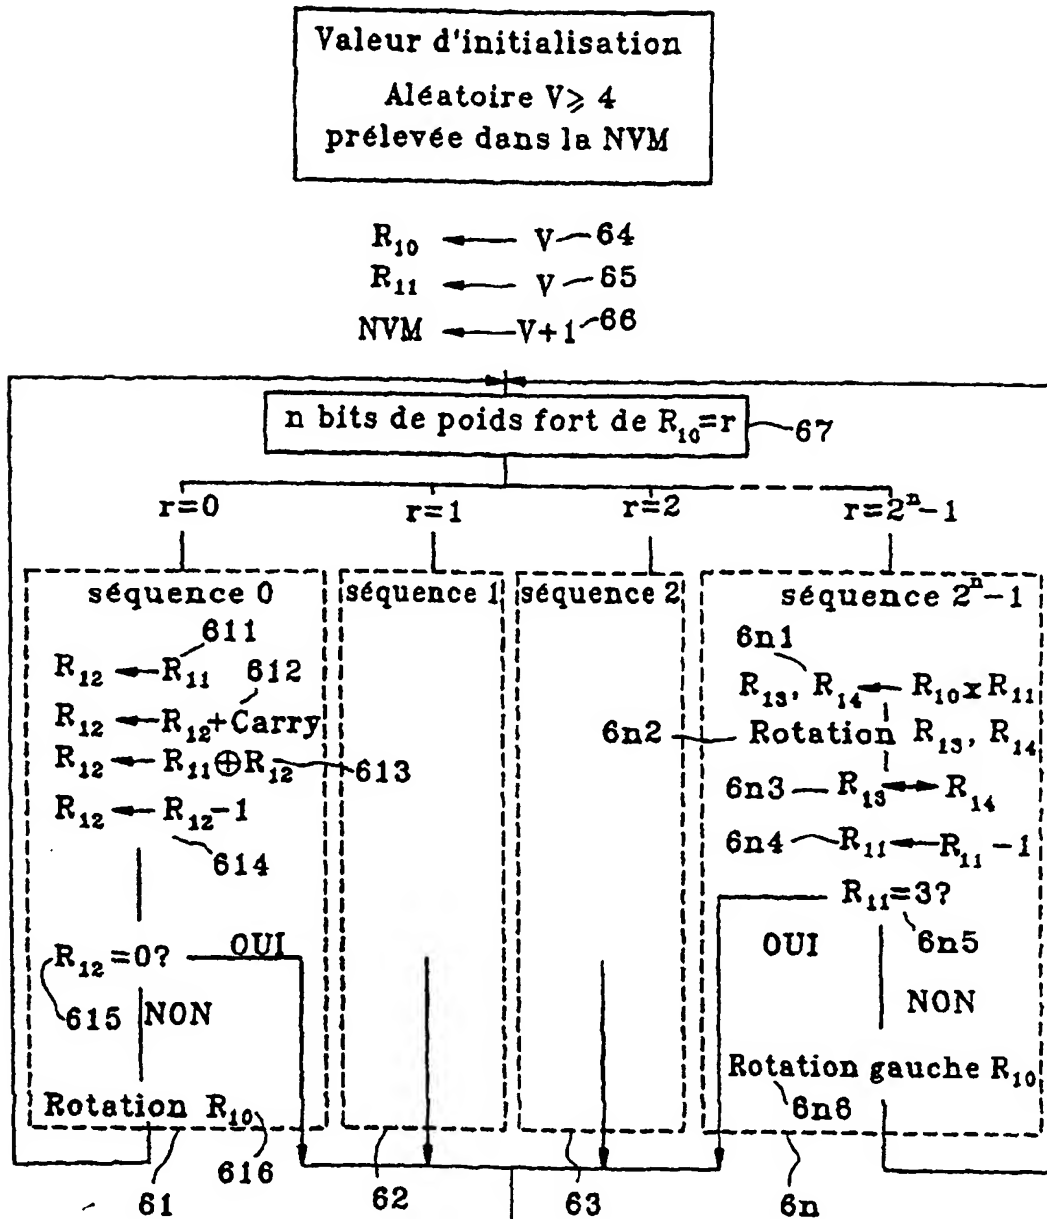 Valeur d'initialisation
Aléatoire V⩾ 4
prélevée dans la NVM
R₁₀ ← V 64
R₁₁ ← V 65
NVM ← V+1 66
n bits de poids fort de R₁₀=r 67
r=0 r=1 r=2 r=2ⁿ-1
séquence 0
611
R₁₂ ← R₁₁ 612
R₁₂ ← R₁₂+Carry
R₁₂ ← R₁₁⊕R₁₂ 613
R₁₂ ← R₁₂-1
614
R₁₂=0? OUI
615 NON
Rotation R₁₀
61 616
séquence 1
62
séquence 2
63
séquence 2ⁿ-1
6n1
R₁₃, R₁₄ ← R₁₀xR₁₁
6n2 Rotation R₁₃, R₁₄
6n3 R₁₃ ↔ R₁₄
6n4 R₁₁ ← R₁₁-1
R₁₁=3?
OUI 6n5
NON
Rotation gauche R₁₀
6n6
6n